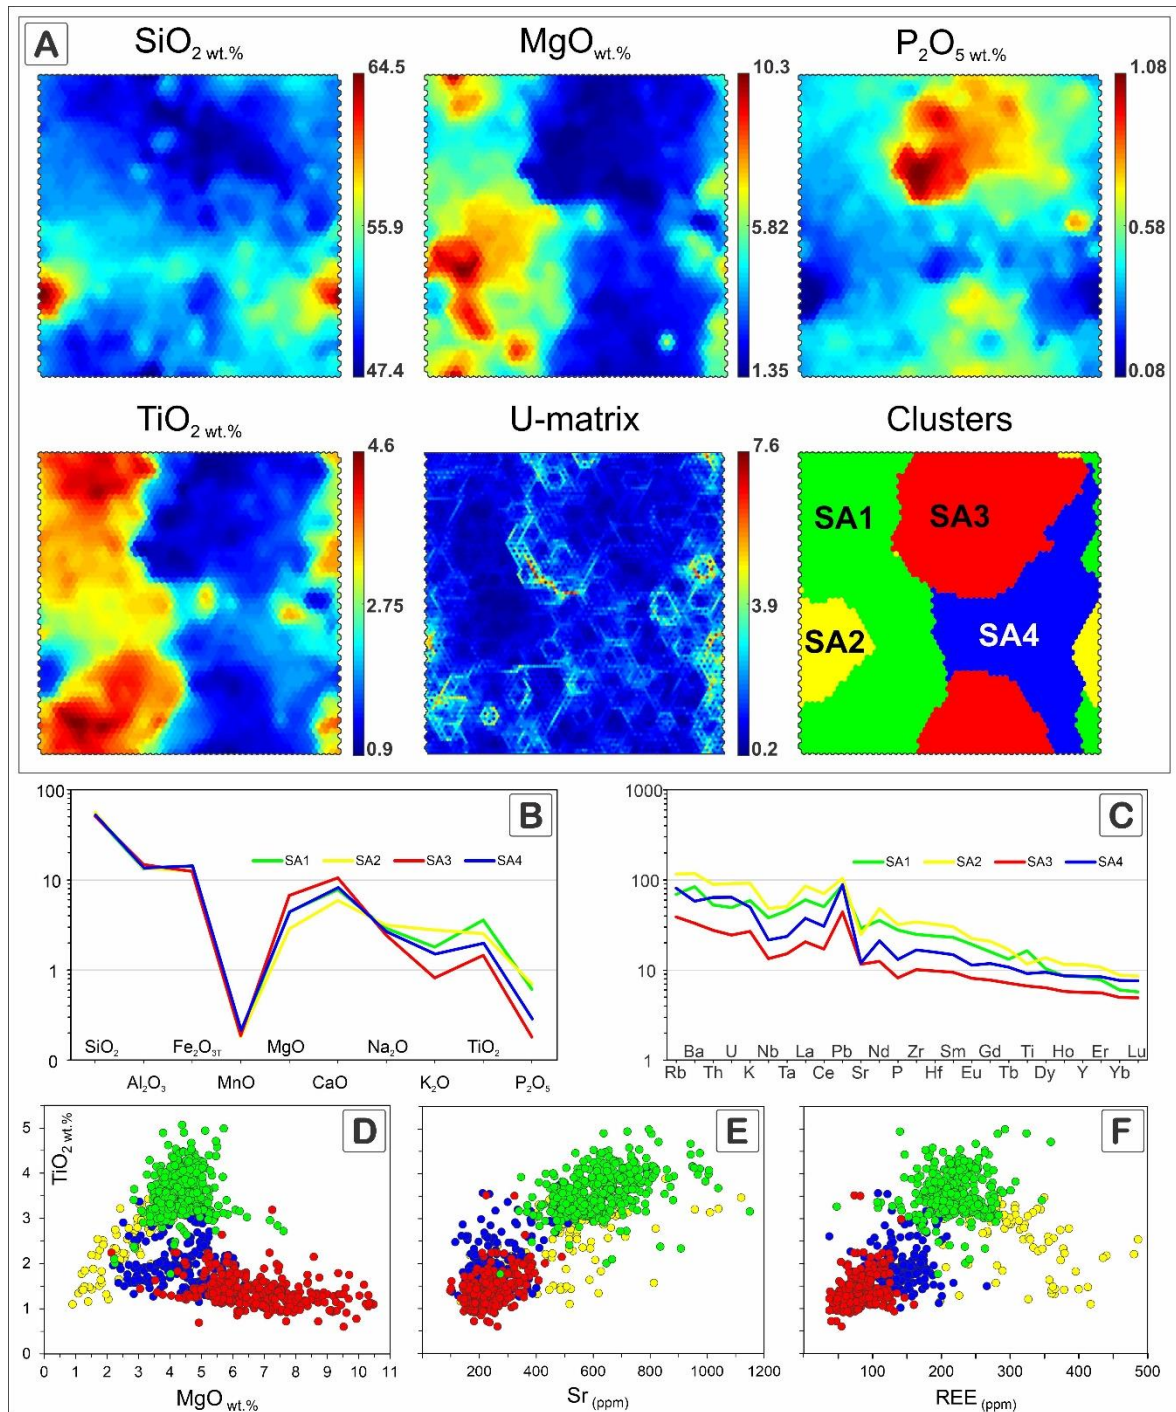 A
SiO2 wt.%
MgO wt.%
P2O5 wt.%
64.5
55.9
47.4
10.3
5.82
1.35
1.08
0.58
0.08
TiO2 wt.%
U-matrix
Clusters
4.6
2.75
0.9
7.6
3.9
0.2
SA1
SA3
SA2
SA4
B
100
10
1
0
SA1 SA2 SA3 SA4
SiO2 Fe2O3T MgO Na2O TiO2
Al2O3 MnO CaO K2O P2O5
C
1000
100
10
1
SA1 SA2 SA3 SA4
Ba U Nb La Pb Nd Zr Sm Gd Ti Ho Er Lu
Rb Th K Ta Ce Sr P Hf Eu Tb Dy Y Yb
D
TiO2 wt.%
5
4
3
2
1
0
0 1 2 3 4 5 6 7 8 9 10 11
MgO wt.%
E
200 400 600 800 1000 1200
Sr (ppm)
F
0 100 200 300 400 500
REE (ppm)